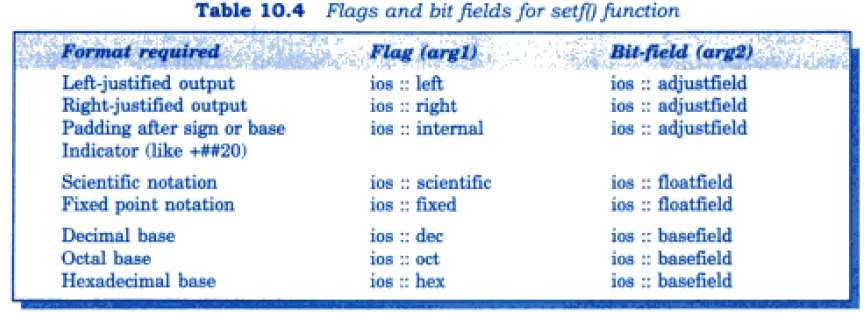 Table 10.4 Flags and bit fields for setf() function
Format required Flag (arg1) Bit-field (arg2)
Left-justified output ios :: left ios :: adjustfield
Right-justified output ios :: right ios :: adjustfield
Padding after sign or base ios :: internal ios :: adjustfield
Indicator (like +##20)
Scientific notation ios :: scientific ios :: floatfield
Fixed point notation ios :: fixed ios :: floatfield
Decimal base ios :: dec ios :: basefield
Octal base ios :: oct ios :: basefield
Hexadecimal base ios :: hex ios :: basefield